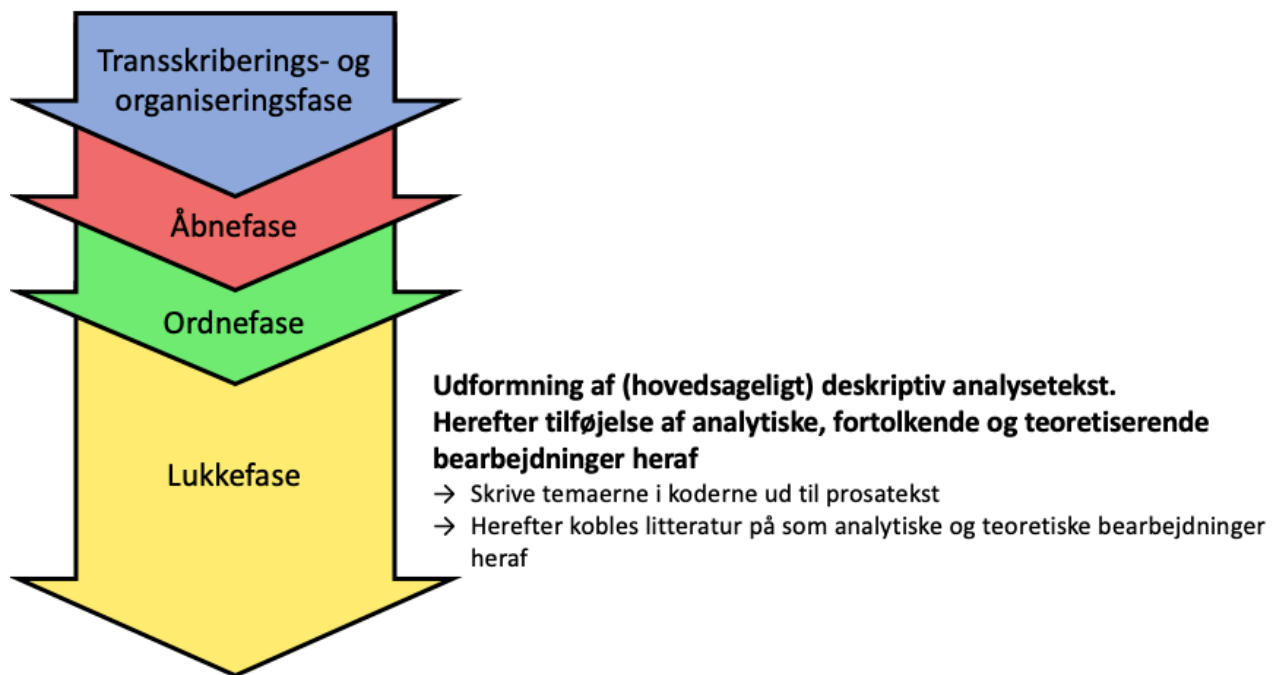 Transskriberings- og
organiseringsfase
Åbnefase
Ordnefase
Lukkefase
Udformning af (hovedsageligt) deskriptiv analysetekst.
Herefter tilføjelse af analytiske, fortolkende og teoretiserende
bearbejdninger heraf
→ Skrive temaerne i koderne ud til prosatekst
→ Herefter kobles litteratur på som analytiske og teoretiske bearbejdninger
heraf